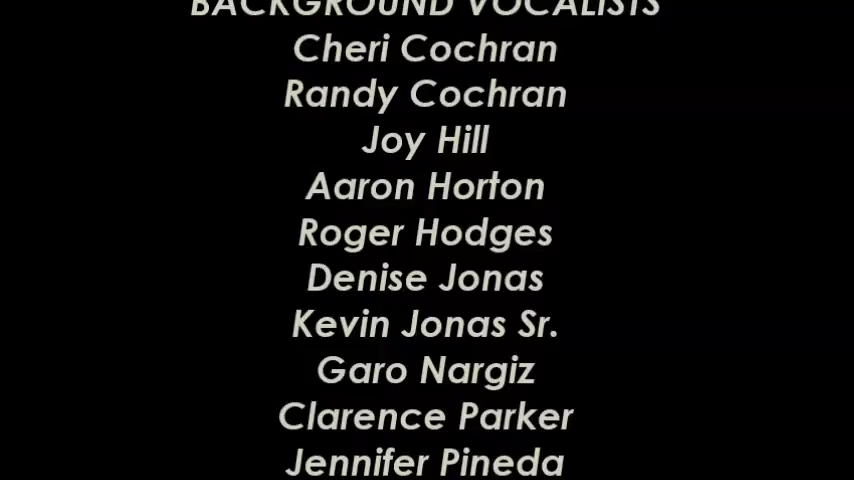 BACKGROUND VOCALISTS
Cheri Cochran
Randy Cochran
Joy Hill
Aaron Horton
Roger Hodges
Denise Jonas
Kevin Jonas Sr.
Garo Nargiz
Clarence Parker
Jennifer Pineda